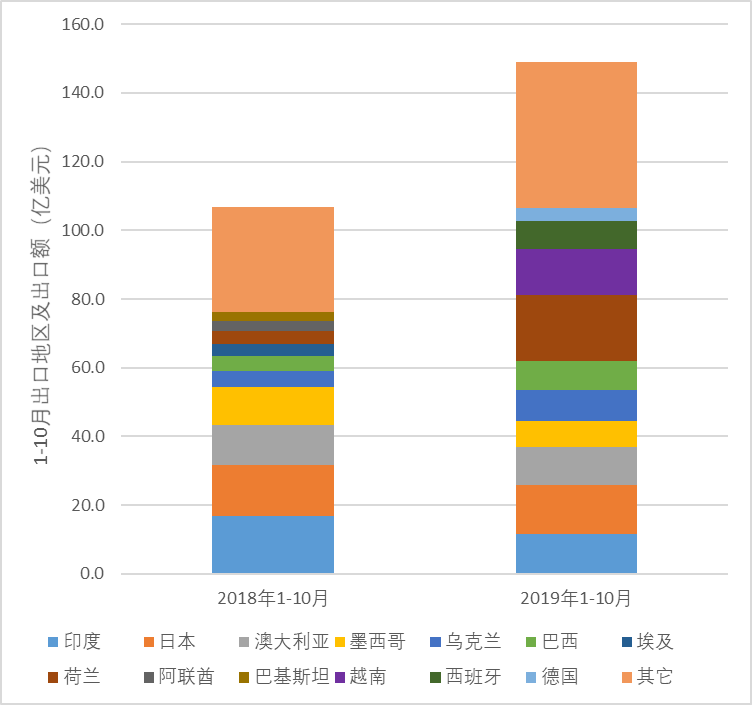 1-10月出口地区及出口额（亿美元）
160.0
140.0
120.0
100.0
80.0
60.0
40.0
20.0
0.0
2018年1-10月 2019年1-10月
印度 日本 澳大利亚 墨西哥 乌克兰 巴西 埃及
荷兰 阿联酋 巴基斯坦 越南 西班牙 德国 其它